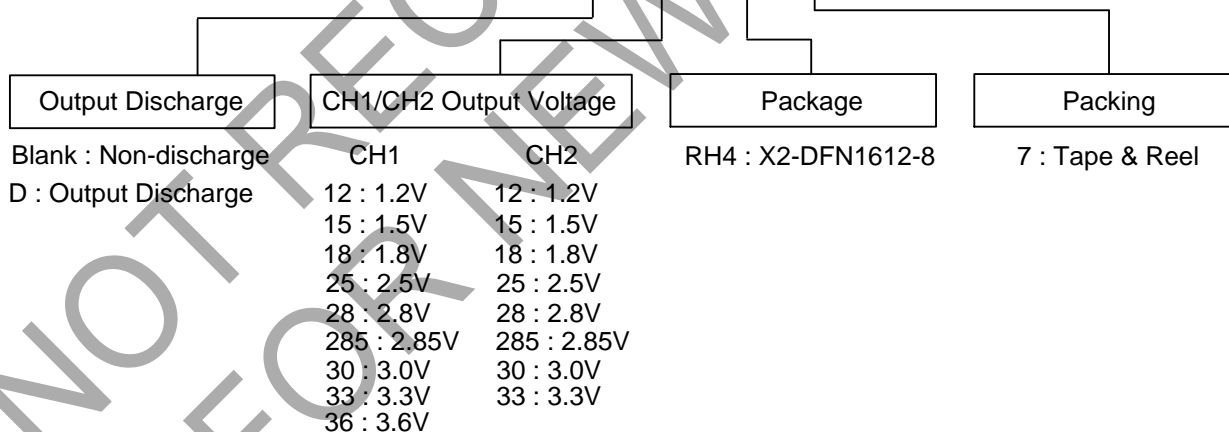 Output Discharge CH1/CH2 Output Voltage Package Packing
Blank : Non-discharge CH1 CH2 RH4 : X2-DFN1612-8 7 : Tape & Reel
D : Output Discharge 12 : 1.2V 12 : 1.2V
15 : 1.5V 15 : 1.5V
18 : 1.8V 18 : 1.8V
25 : 2.5V 25 : 2.5V
28 : 2.8V 28 : 2.8V
285 : 2.85V 285 : 2.85V
30 : 3.0V 30 : 3.0V
33 : 3.3V 33 : 3.3V
36 : 3.6V
NOT
FOR NEW